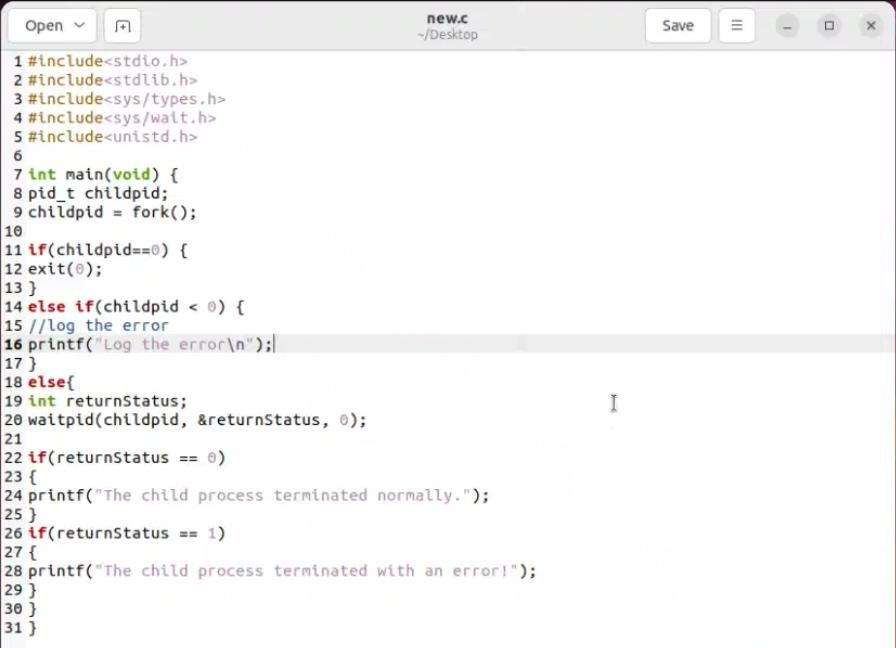 Open
new.c
~/Desktop
Save
1 #include<stdio.h>
2 #include<stdlib.h>
3 #include<sys/types.h>
4 #include<sys/wait.h>
5 #include<unistd.h>
6
7 int main(void) {
8 pid_t childpid;
9 childpid = fork();
10
11 if(childpid==0) {
12 exit(0);
13 }
14 else if(childpid < 0) {
15 //log the error
16 printf("Log the error\n");
17 }
18 else{
19 int returnStatus;
20 waitpid(childpid, &returnStatus, 0);
21
22 if(returnStatus == 0)
23 {
24 printf("The child process terminated normally.");
25 }
26 if(returnStatus == 1)
27 {
28 printf("The child process terminated with an error!");
29 }
30 }
31 }